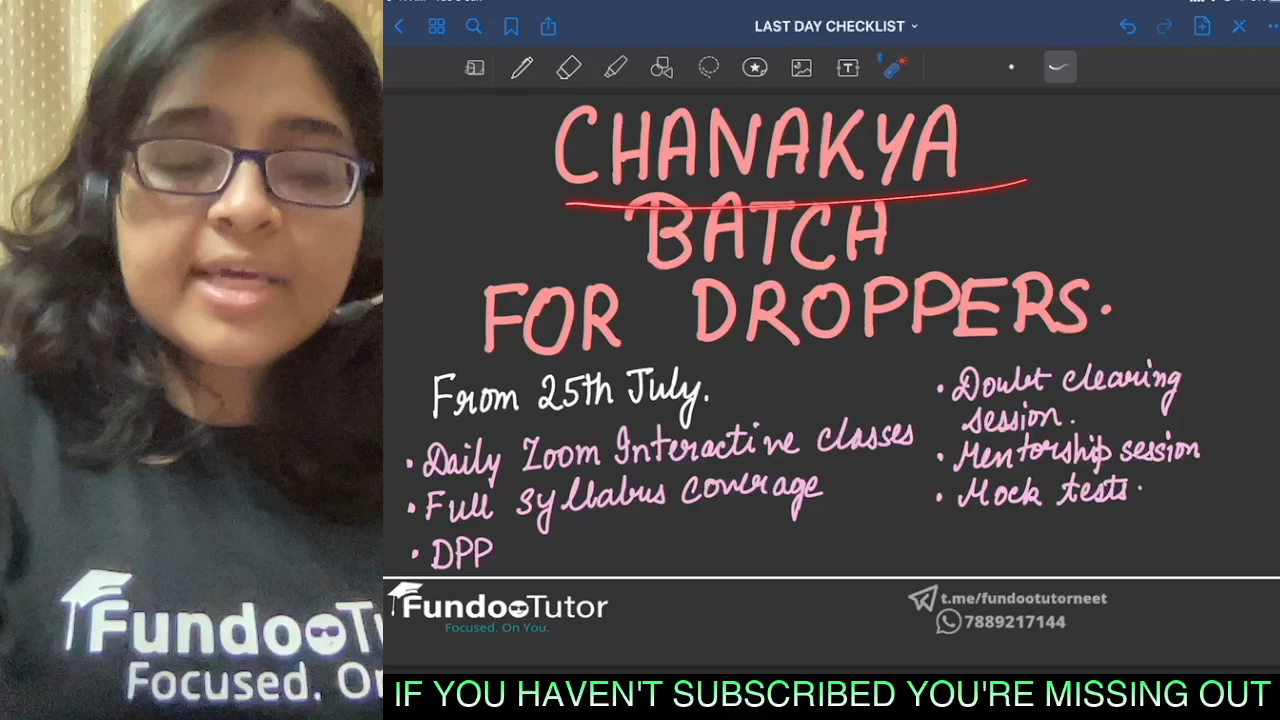 LAST DAY CHECKLIST
CHANAKYA
BATCH
FOR DROPPERS.
From 25th July.
• Daily Zoom Interactive classes
• Full syllabus coverage
• DPP
• Doubt clearing
session.
• Mentorship session
• Mock tests.
FundooTutor
Focused. On You.
t.me/fundootutorneet
7889217144
FundooTu
Focused. On
IF YOU HAVEN'T SUBSCRIBED YOU'RE MISSING OUT